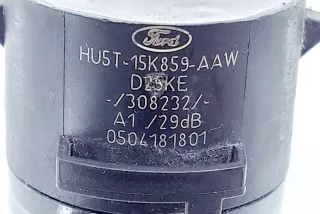 Ford
HU5T-15K859-AAW
D2SKE
-/308232/-
A1 /29dB
0504181801